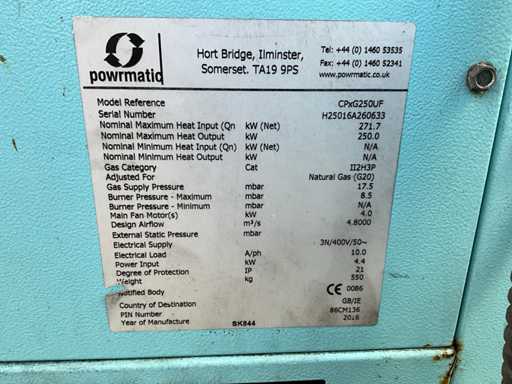 powrmatic
Hort Bridge, Ilminster,
Somerset. TA19 9PS
Tel: +44 (0) 1460 53535
Fax: +44 (0) 1460 52341
www.powrmatic.co.uk
Model Reference CPxG250UF
Serial Number H25016A260633
Nominal Maximum Heat Input (Qn kW (Net) 271.7
Nominal Maximum Heat Output kW 250.0
Nominal Minimum Heat Input (Qn) kW (Net) N/A
Nominal Minimum Heat Output kW N/A
Gas Category Cat II2H3P
Adjusted For Natural Gas (G20)
Gas Supply Pressure mbar 17.5
Burner Pressure - Maximum mbar 8.5
Burner Pressure - Minimum mbar N/A
Main Fan Motor(s) kW 4.0
Design Airflow m³/s 4.8000
External Static Pressure mbar
Electrical Supply 3N/400V/50~
Electrical Load A/ph 10.0
Power Input kW 4.4
Degree of Protection IP 21
Weight kg 550
Notified Body CE 0086
Country of Destination GB/IE
PIN Number 86CM136
Year of Manufacture SK844 2016